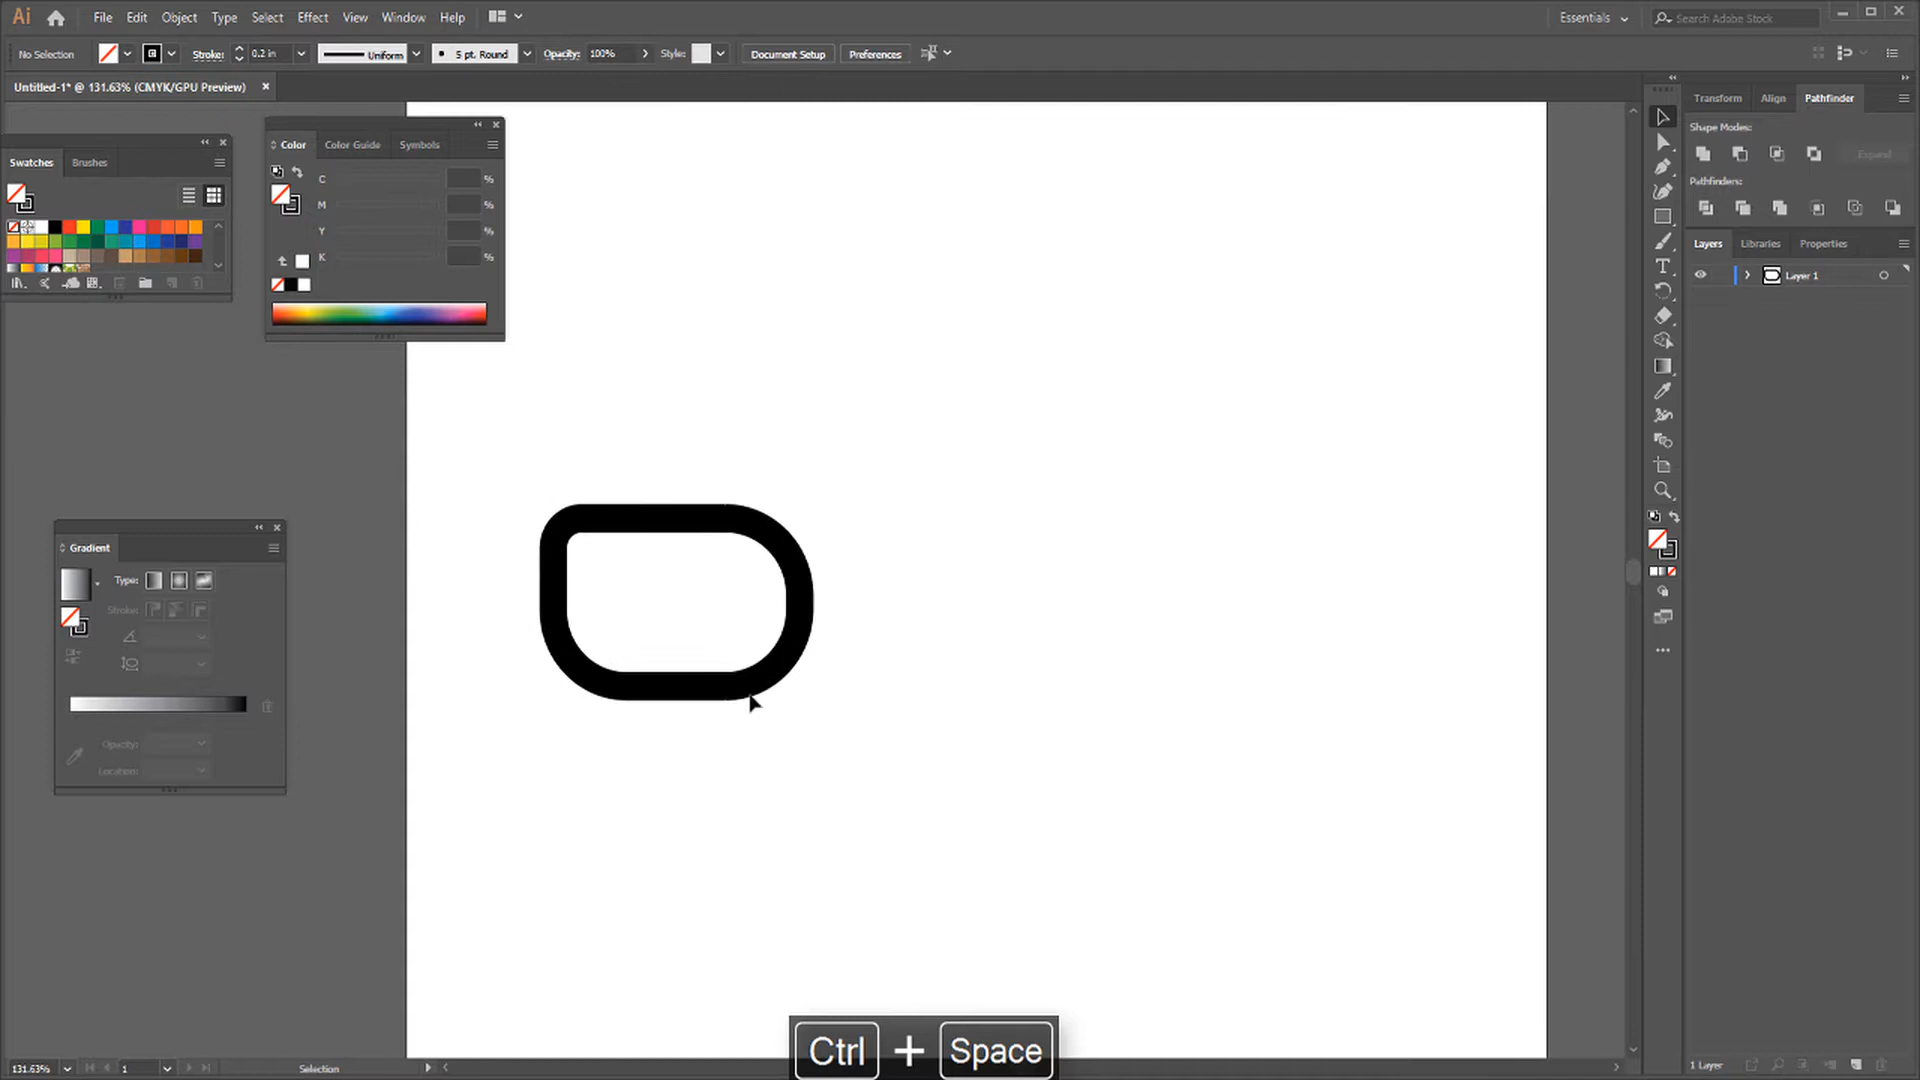 Ai File Edit Object Type Select Effect View Window Help Essentials Search Adobe Stock
No Selection Stroke: 0.2 in Uniform 5 pt. Round Opacity: 100% Style: Document Setup Preferences
Untitled-1* @ 131.63% (CMYK/GPU Preview)
Swatches Brushes
Color Color Guide Symbols
C %
M %
Y %
K %
Gradient
Type:
Stroke:
Opacity:
Location:
Transform Align Pathfinder
Shape Modes:
Expand
Pathfinders:
Layers Libraries Properties
Layer 1
Ctrl + Space
131.63% 1 Selection
1 Layer